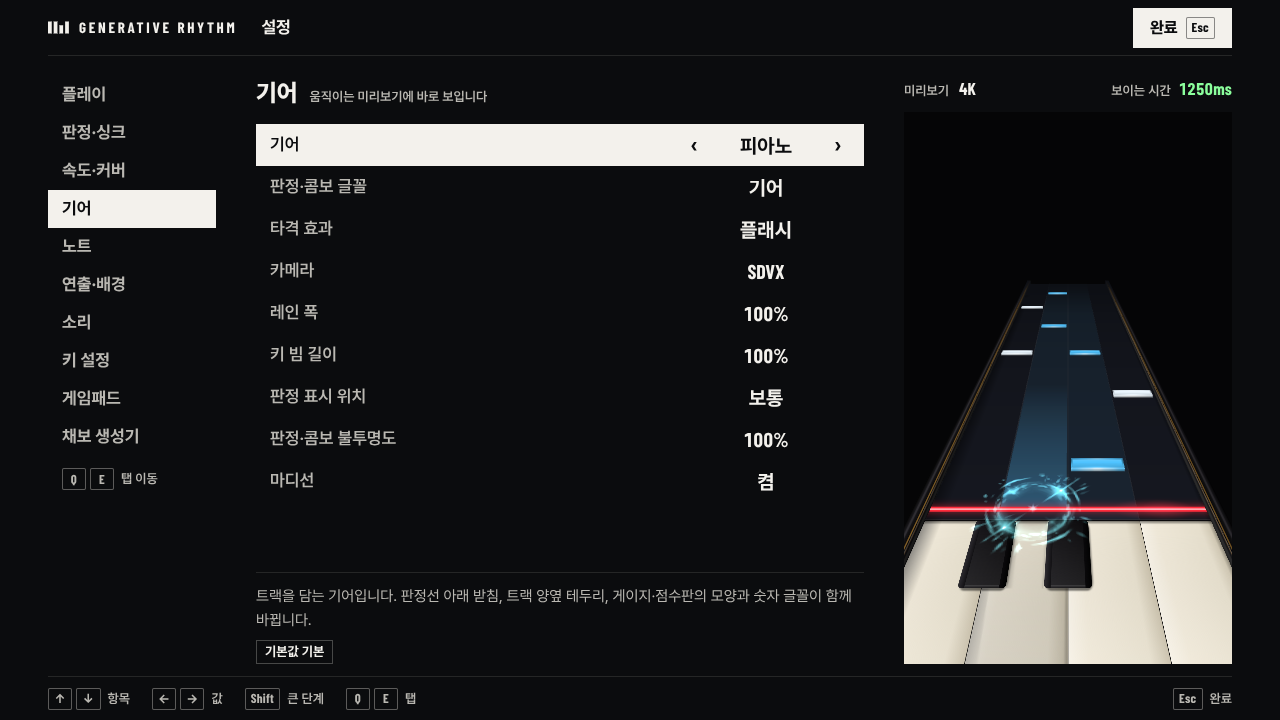 GENERATIVE RHYTHM 설정
완료 Esc
플레이
판정·싱크
속도·커버
기어
노트
연출·배경
소리
키 설정
게임패드
채보 생성기
Q E 탭 이동
기어 움직이는 미리보기에 바로 보입니다
기어 ‹ 피아노 ›
판정·콤보 글꼴 기어
타격 효과 플래시
카메라 SDVX
레인 폭 100%
키 빔 길이 100%
판정 표시 위치 보통
판정·콤보 불투명도 100%
마디선 켬
트랙을 담는 기어입니다. 판정선 아래 받침, 트랙 양옆 테두리, 게이지·점수판의 모양과 숫자 글꼴이 함께
바뀝니다.
기본값 기본
미리보기 4K 보이는 시간 1250ms
↑ ↓ 항목 ← → 값 Shift 큰 단계 Q E 탭
Esc 완료